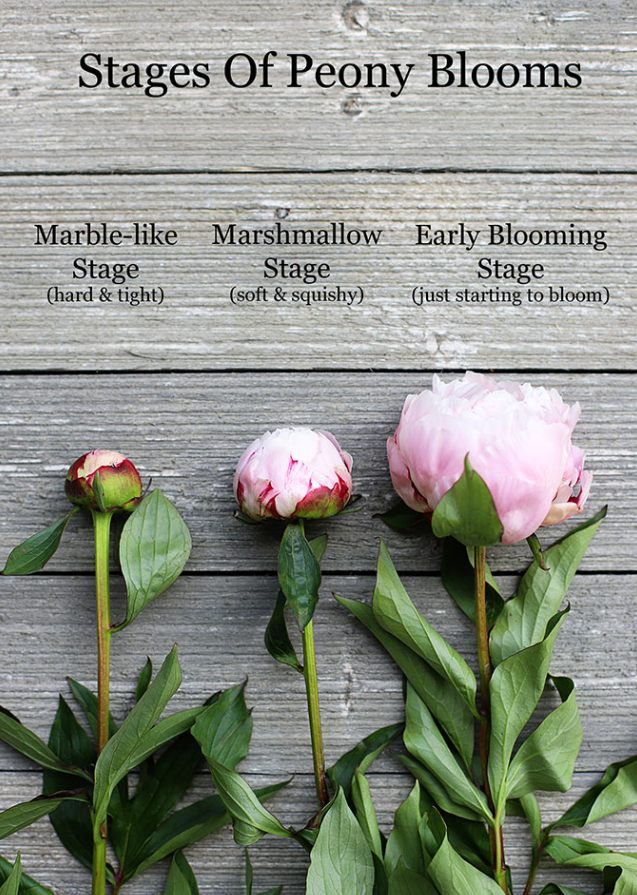 Stages Of Peony Blooms
Marble-like Stage
(hard & tight)
Marshmallow Stage
(soft & squishy)
Early Blooming Stage
(just starting to bloom)